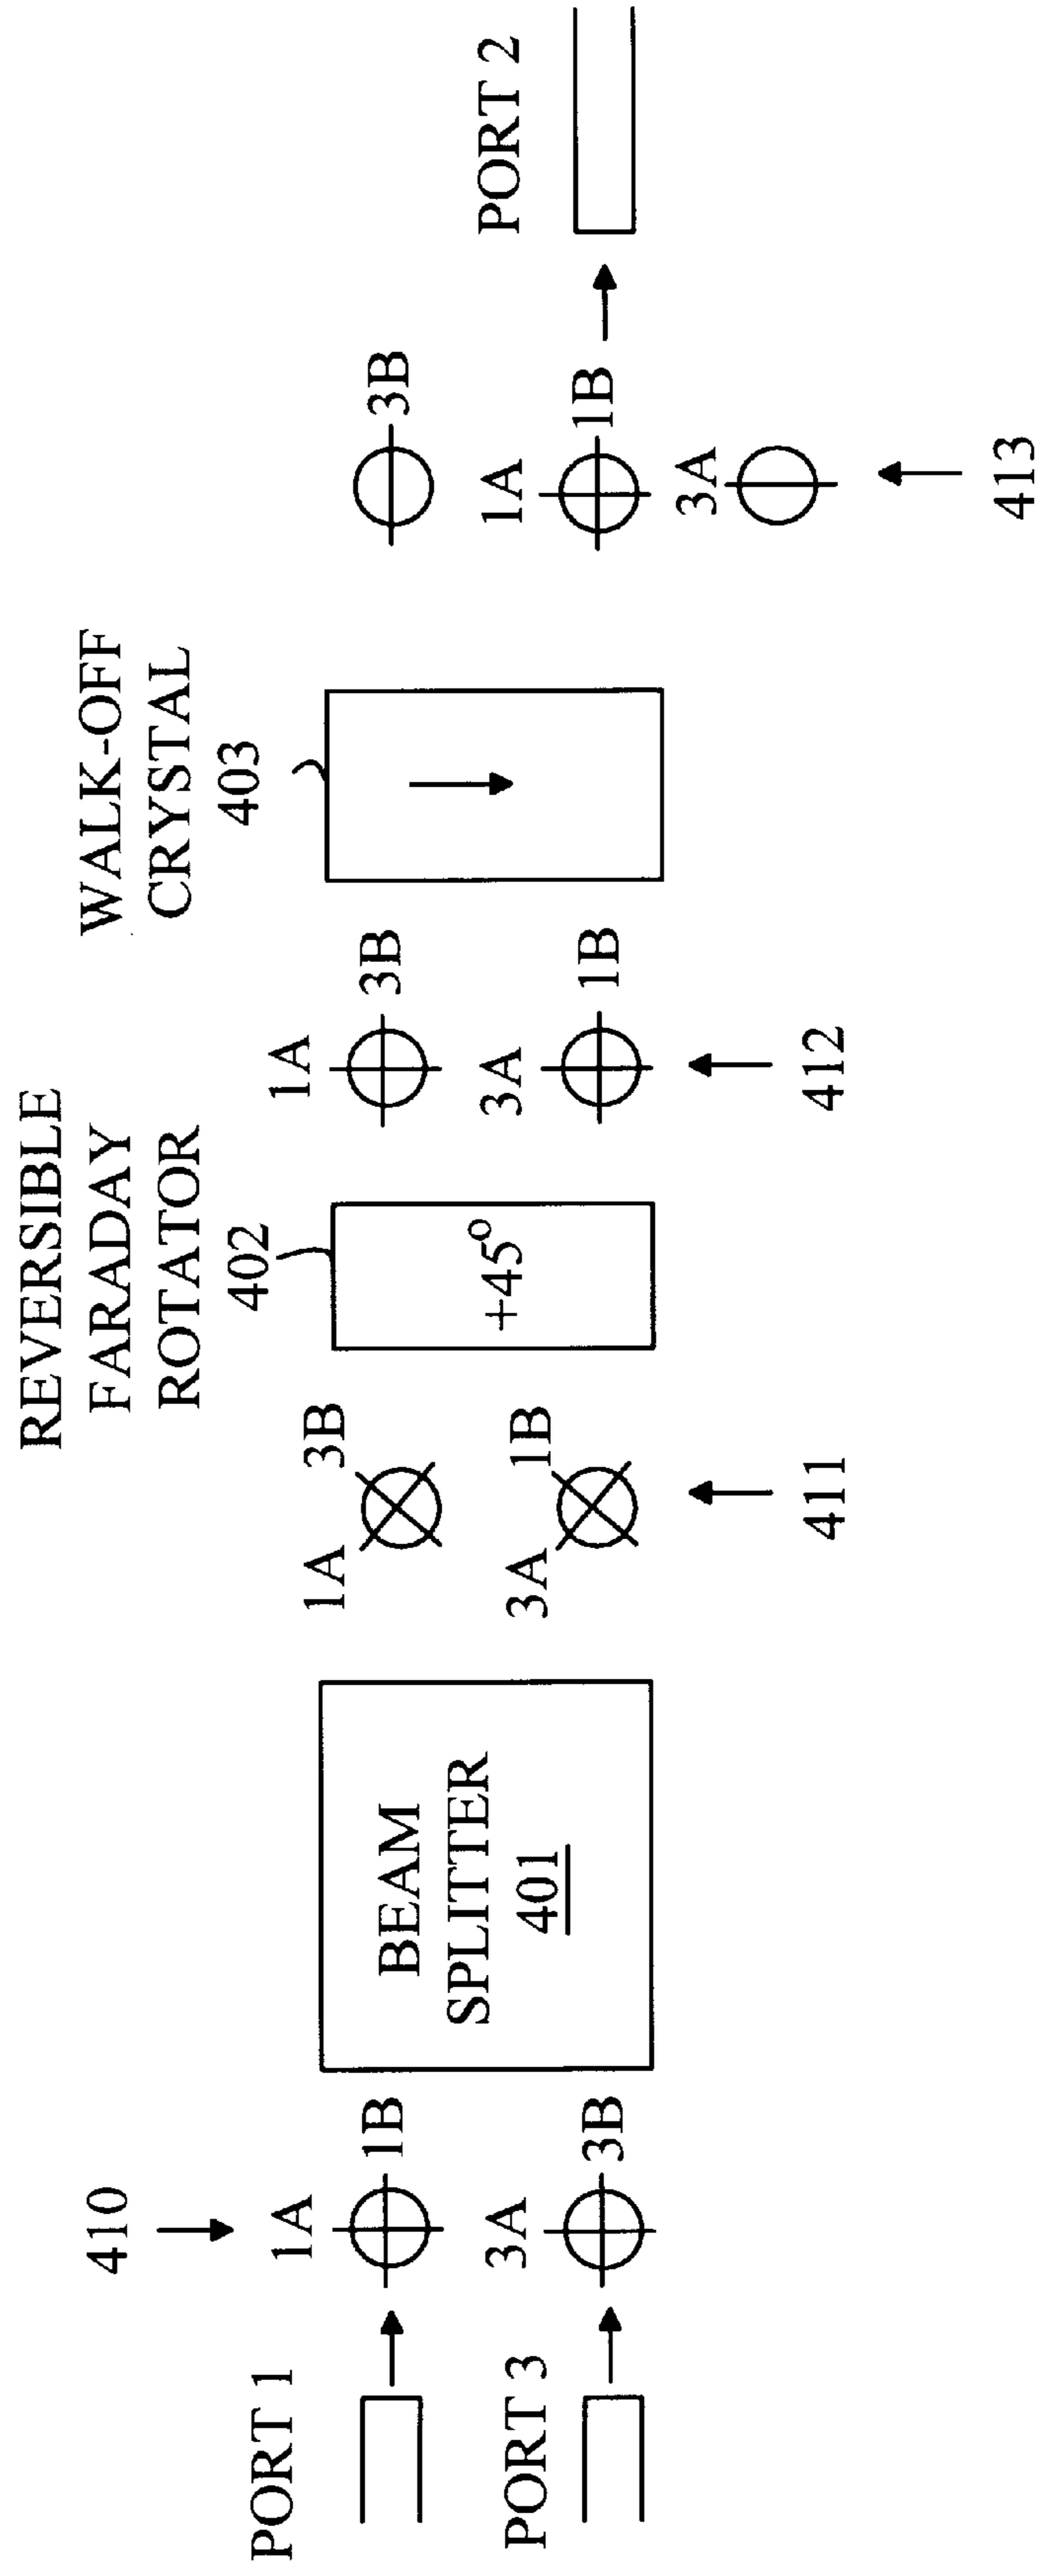 PORT 1
PORT 3
410
1A
1B
3A
3B
BEAM
SPLITTER
401
1A
3B
3A
1B
411
REVERSIBLE
FARADAY
ROTATOR
402
+45°
1A
3B
3A
1B
412
WALK-OFF
CRYSTAL
403
3B
1A
1B
3A
413
PORT 2